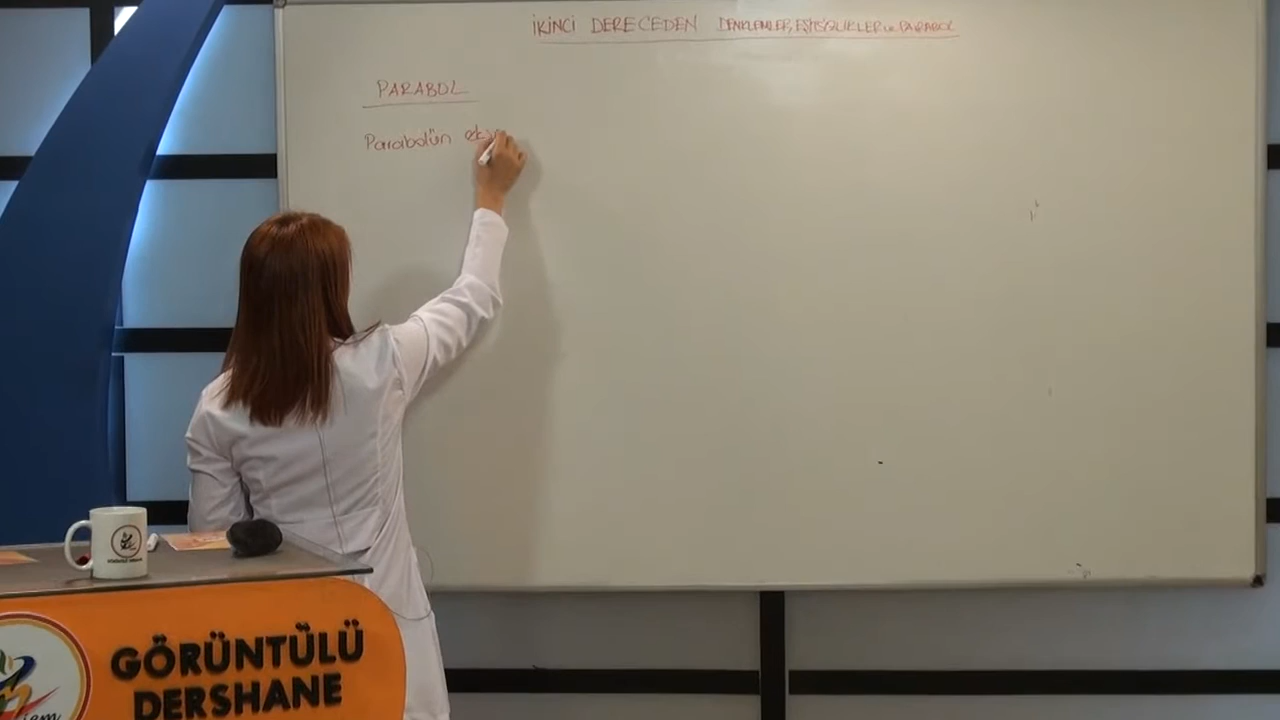 İKİNCİ DERECEDEN DENKLEMLER, EŞİTSİZLİKLER ve PARABOL
PARABOL
Parabolün
GÖRÜNTÜLÜ
DERSHANE